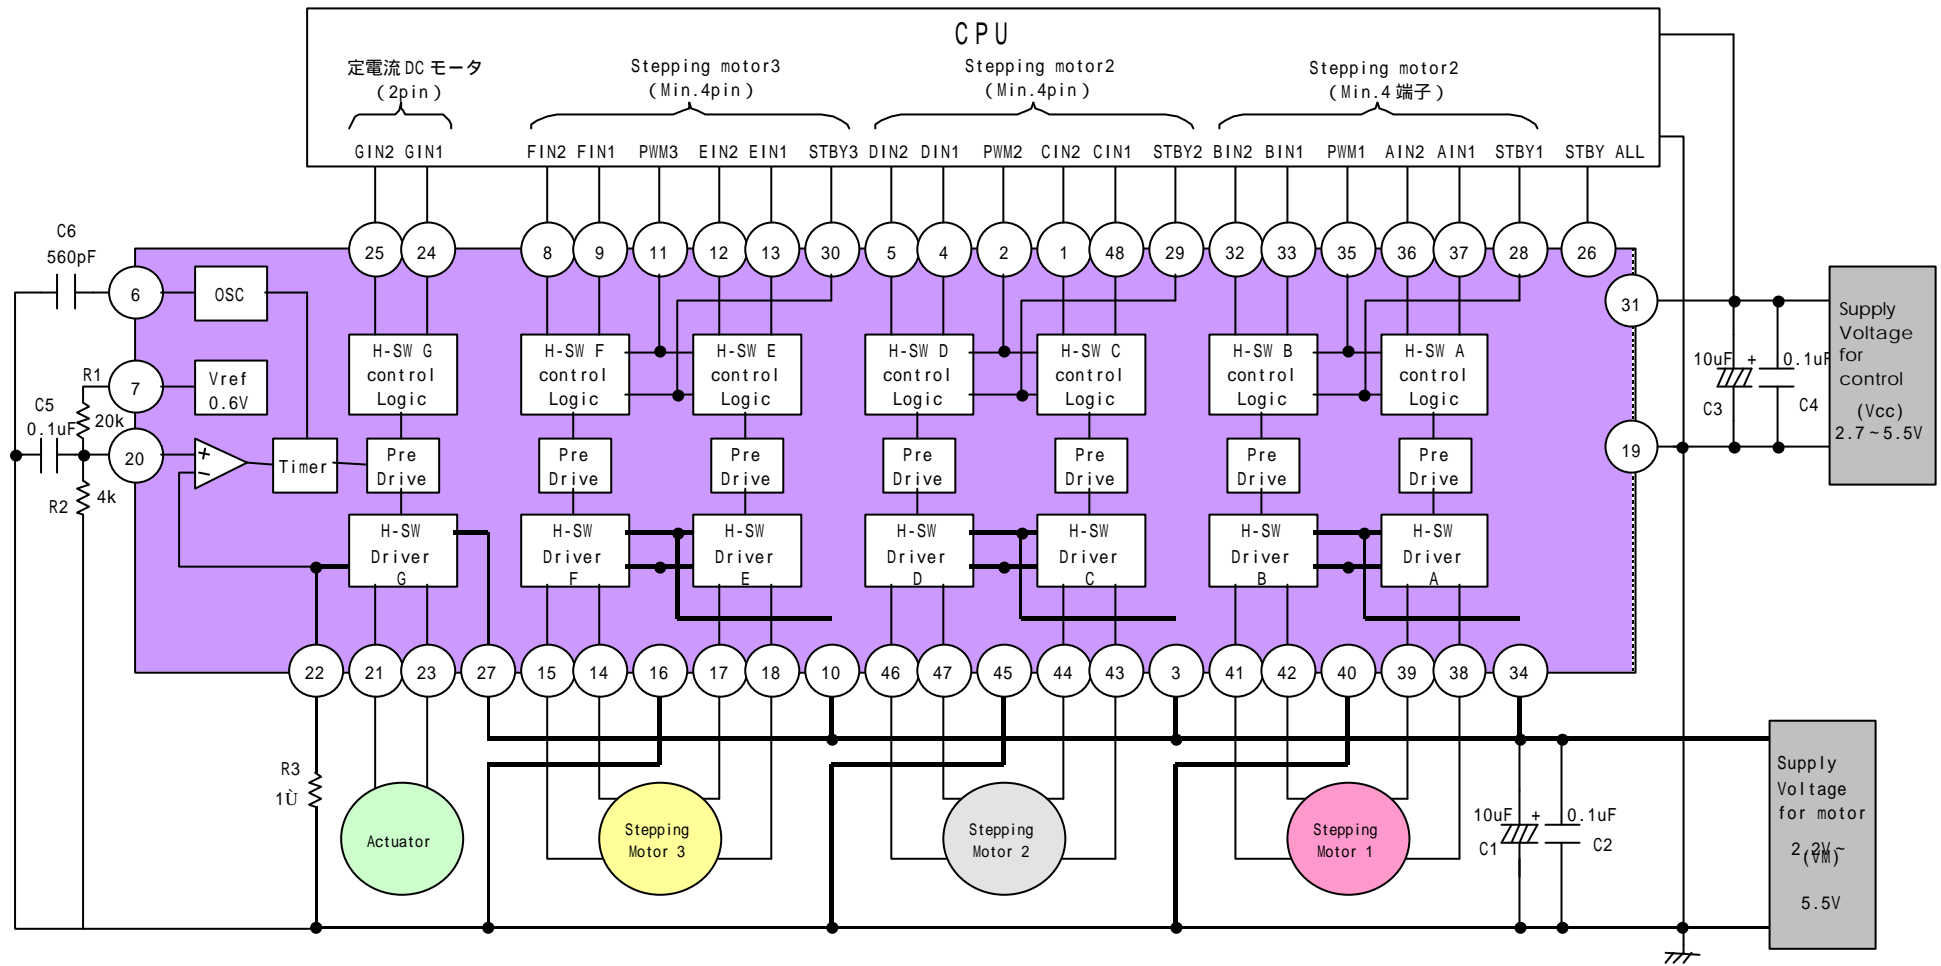 CPU
定電流DCモータ
(2pin)
Stepping motor3
(Min.4pin)
Stepping motor2
(Min.4pin)
Stepping motor2
(Min.4端子)
GIN2 GIN1 FIN2 FIN1 PWM3 EIN2 EIN1 STBY3 DIN2 DIN1 PWM2 CIN2 CIN1 STBY2 BIN2 BIN1 PWM1 AIN2 AIN1 STBY1 STBY ALL
25 24 8 9 11 12 13 30 5 4 2 1 48 29 32 33 35 36 37 28 26
C6
560pF
6
OSC
31
R1
7
Vref
0.6V
C5
0.1uF
20k
20
R2
4k
+
−
Timer
H-SW G
control
Logic
H-SW F
control
Logic
H-SW E
control
Logic
H-SW D
control
Logic
H-SW C
control
Logic
H-SW B
control
Logic
H-SW A
control
Logic
Pre
Drive
Pre
Drive
Pre
Drive
Pre
Drive
Pre
Drive
Pre
Drive
Pre
Drive
H-SW
Driver
G
H-SW
Driver
F
H-SW
Driver
E
H-SW
Driver
D
H-SW
Driver
C
H-SW
Driver
B
H-SW
Driver
A
10uF +
C3
0.1uF
C4
19
Supply
Voltage
for
control
(Vcc)
2.7~5.5V
22 21 23 27 15 14 16 17 18 10 46 47 45 44 43 3 41 42 40 39 38 34
R3
1Ù
Actuator
Stepping
Motor 3
Stepping
Motor 2
Stepping
Motor 1
10uF +
C1
0.1uF
C2
Supply
Voltage
for motor
2.2V~
(VM)
5.5V